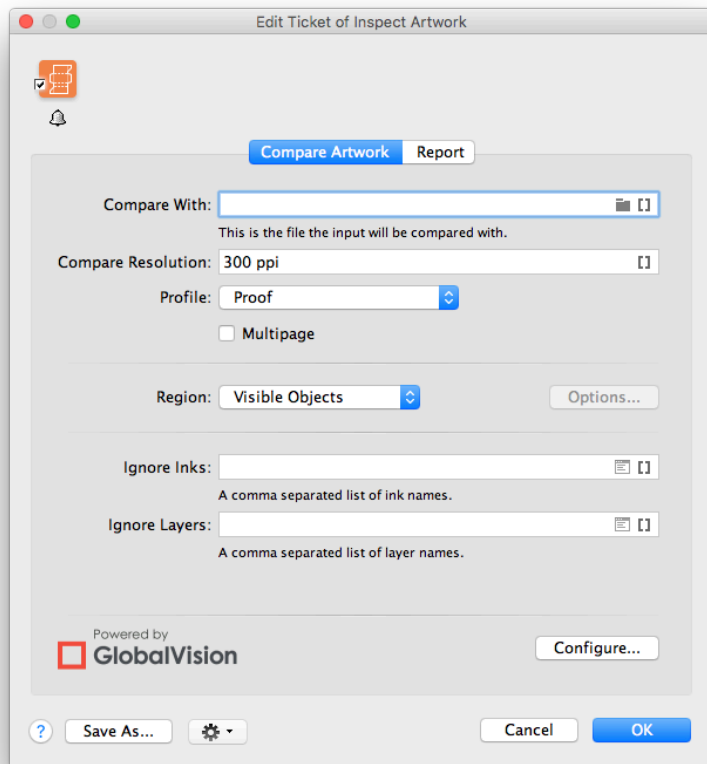 Edit Ticket of Inspect Artwork
Compare Artwork Report
Compare With:
This is the file the input will be compared with.
Compare Resolution: 300 ppi
Profile: Proof
Multipage
Region: Visible Objects Options...
Ignore Inks:
A comma separated list of ink names.
Ignore Layers:
A comma separated list of layer names.
Powered by
GlobalVision
Configure...
? Save As... Cancel OK